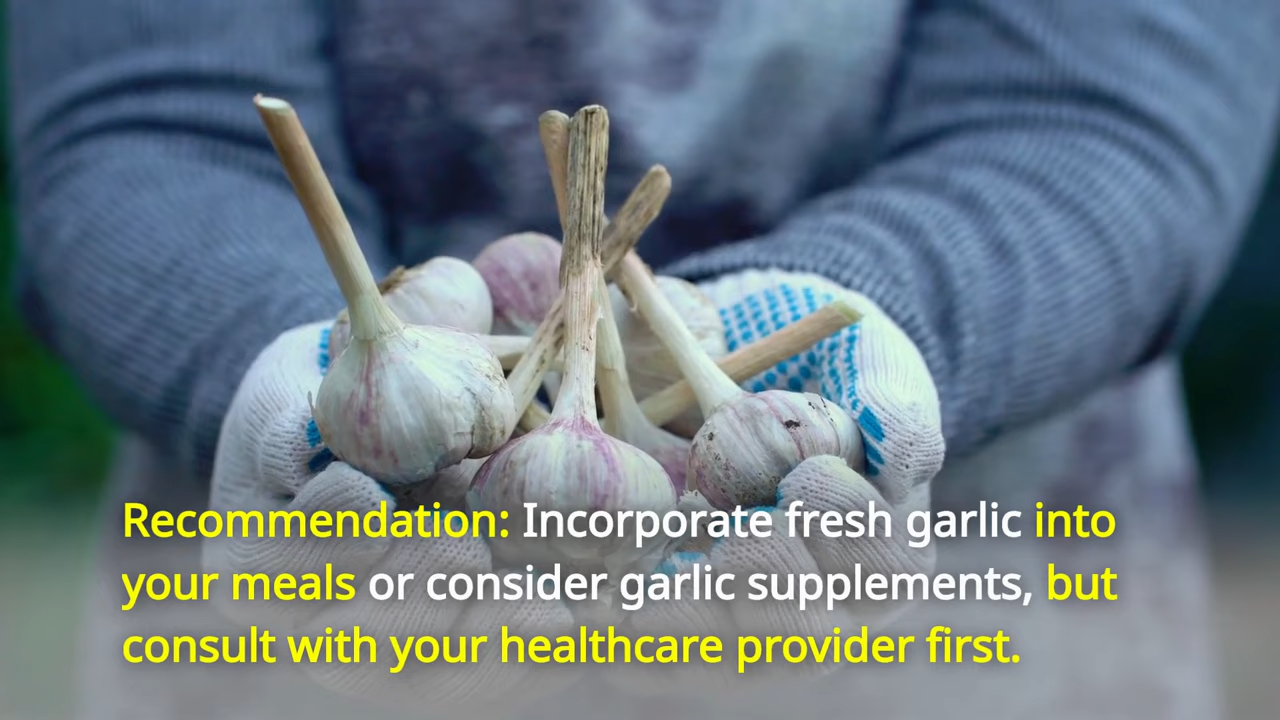 Recommendation: Incorporate fresh garlic into
your meals or consider garlic supplements, but
consult with your healthcare provider first.